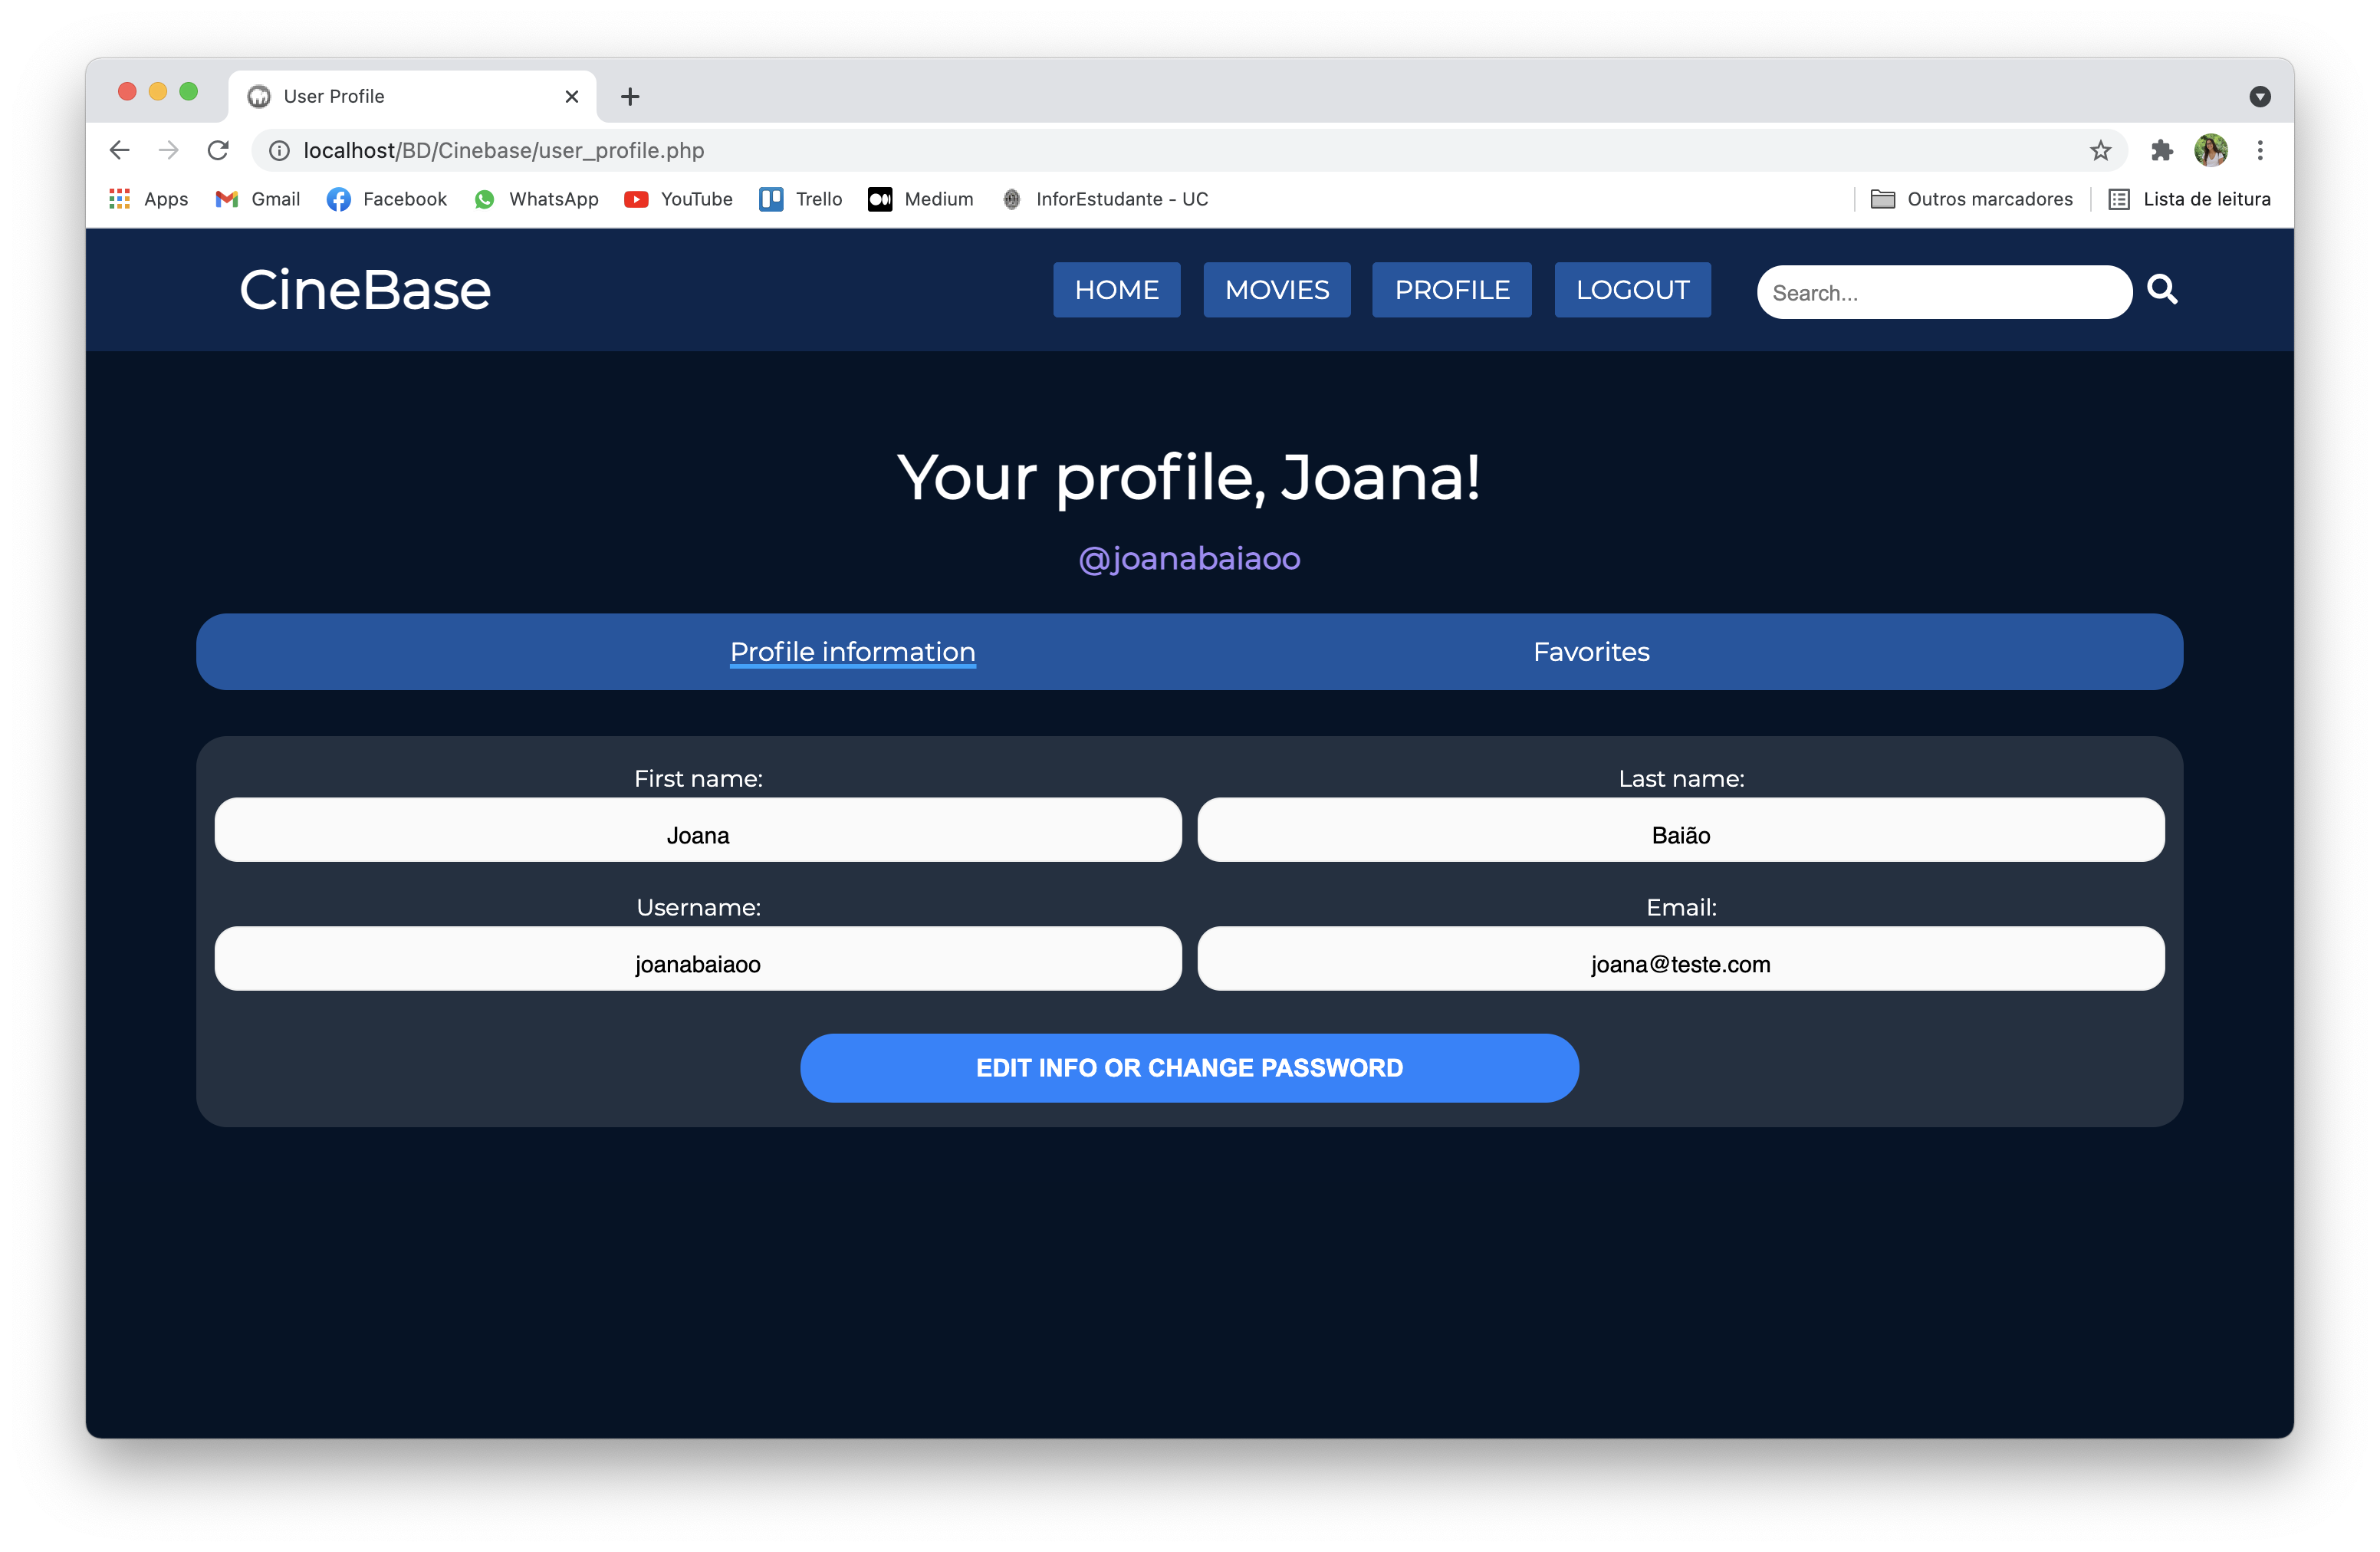 User Profile
localhost/BD/Cinebase/user_profile.php
Apps Gmail Facebook WhatsApp YouTube Trello Medium InforEstudante - UC Outros marcadores Lista de leitura
CineBase HOME MOVIES PROFILE LOGOUT Search...
Your profile, Joana!
@joanabaiaoo
Profile information Favorites
First name: Last name:
Joana Baião
Username: Email:
joanabaiaoo joana@teste.com
EDIT INFO OR CHANGE PASSWORD